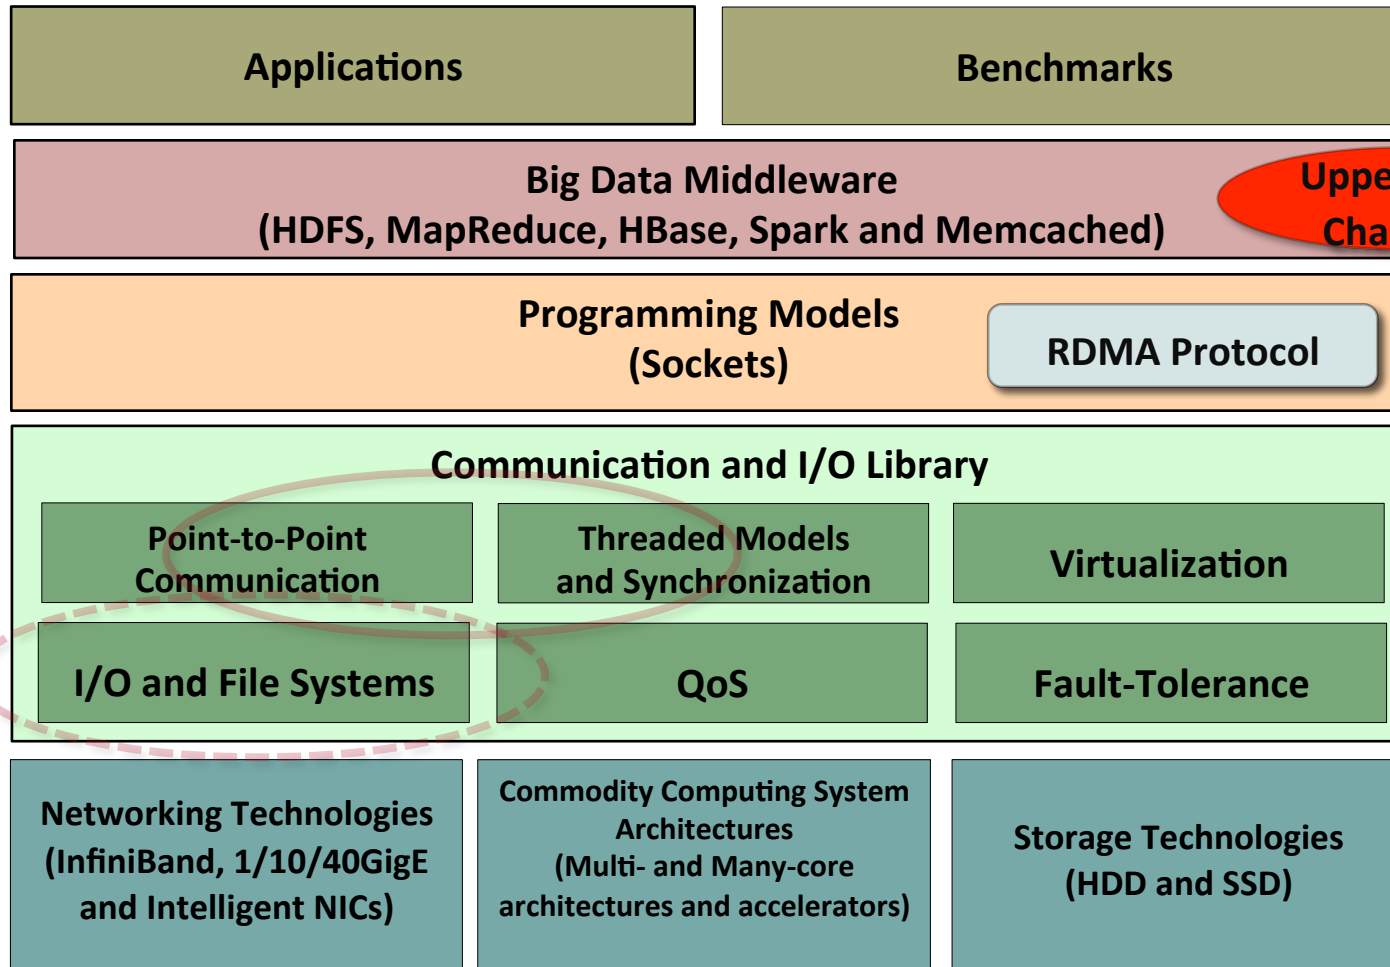 Applications
Benchmarks
Big Data Middleware
(HDFS, MapReduce, HBase, Spark and Memcached)
Programming Models
(Sockets)
RDMA Protocol
Communication and I/O Library
Point-to-Point
Communication
Threaded Models
and Synchronization
Virtualization
I/O and File Systems
QoS
Fault-Tolerance
Networking Technologies
(InfiniBand, 1/10/40GigE
and Intelligent NICs)
Commodity Computing System
Architectures
(Multi- and Many-core
architectures and accelerators)
Storage Technologies
(HDD and SSD)